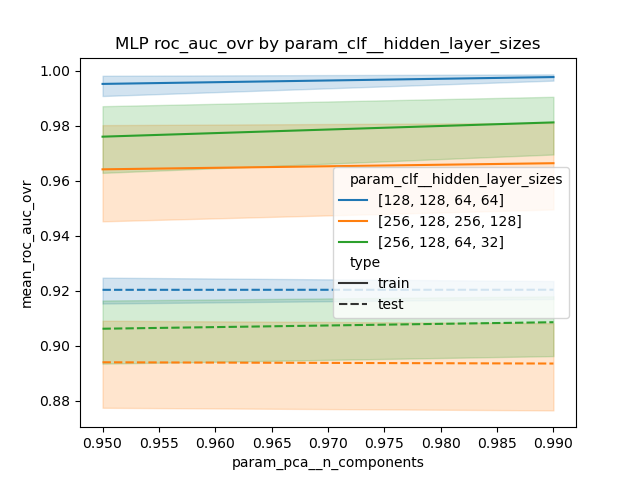 MLP roc_auc_ovr by param_clf__hidden_layer_sizes
1.00
0.98
0.96
0.94
0.92
0.90
0.88
mean_roc_auc_ovr
param_clf__hidden_layer_sizes
[128, 128, 64, 64]
[256, 128, 256, 128]
[256, 128, 64, 32]
type
train
test
0.950 0.955 0.960 0.965 0.970 0.975 0.980 0.985 0.990
param_pca__n_components